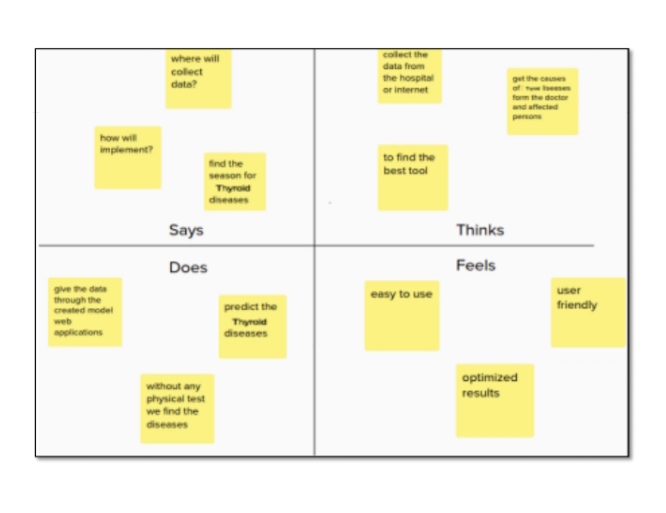 where will
collect
data?
how will
implement?
find the
season for
Thyroid
diseases
Says
collect the
data from
the hospital
or internet
get the causes
of liseases
form the doctor
and affected
persons
to find the
best tool
Thinks
Does
give the data
through the
created model
web
applications
predict the
Thyroid
diseases
without any
physical test
we find the
diseases
Feels
easy to use
user
friendly
optimized
results